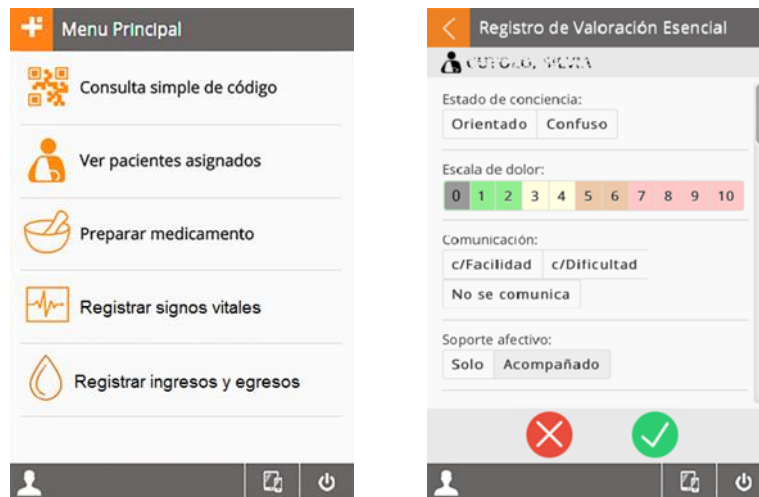 Menu Principal
Consulta simple de código
Ver pacientes asignados
Preparar medicamento
Registrar signos vitales
Registrar ingresos y egresos
Registro de Valoración Esencial
Estado de conciencia:
Orientado Confuso
Escala de dolor:
0 1 2 3 4 5 6 7 8 9 10
Comunicación:
c/Facilidad c/Dificultad
No se comunica
Soporte afectivo:
Solo Acompañado